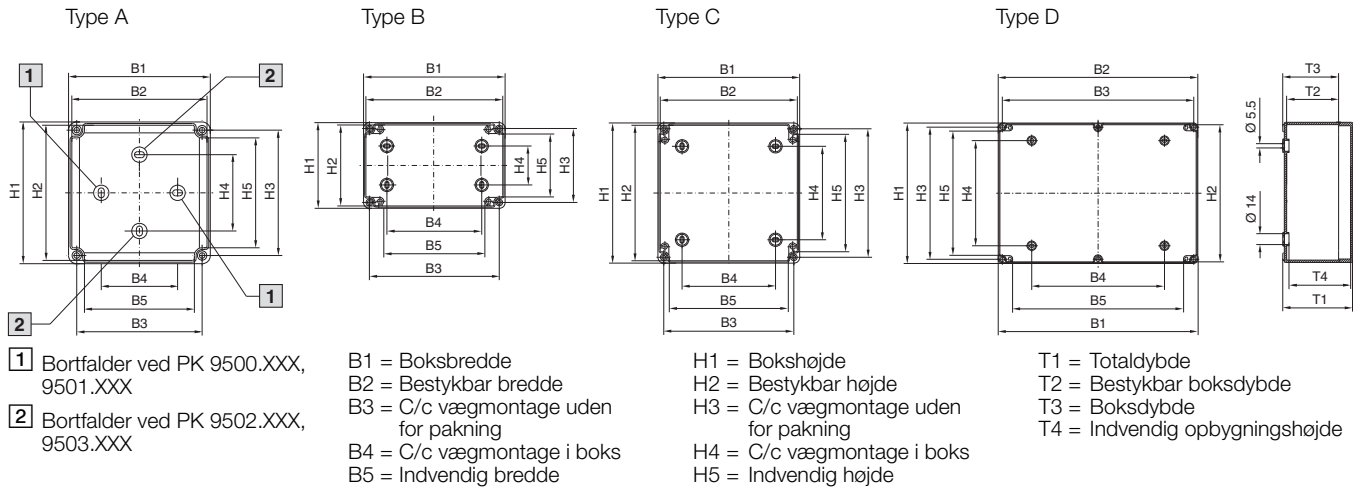 Type A
Type B
Type C
Type D
1
B1
2
B2
H1
H2
H4
H5
H3
B4
B5
B3
1
2
B1
B2
H1
H2
H4
H5
H3
B4
B5
B3
B1
B2
H1
H2
H4
H5
H3
B4
B5
B3
B2
B3
H1
H3
H5
H4
H2
B4
B5
B1
T3
T2
Ø 5.5
Ø 14
T4
T1
1 Bortfalder ved PK 9500.XXX,
9501.XXX
2 Bortfalder ved PK 9502.XXX,
9503.XXX
B1 = Boksbredde
B2 = Bestykbar bredde
B3 = C/c vægmontage uden
for pakning
B4 = C/c vægmontage i boks
B5 = Indvendig bredde
H1 = Bokshøjde
H2 = Bestykbar højde
H3 = C/c vægmontage uden
for pakning
H4 = C/c vægmontage i boks
H5 = Indvendig højde
T1 = Totaldybde
T2 = Bestykbar boksdybde
T3 = Boksdybde
T4 = Indvendig opbygningshøjde